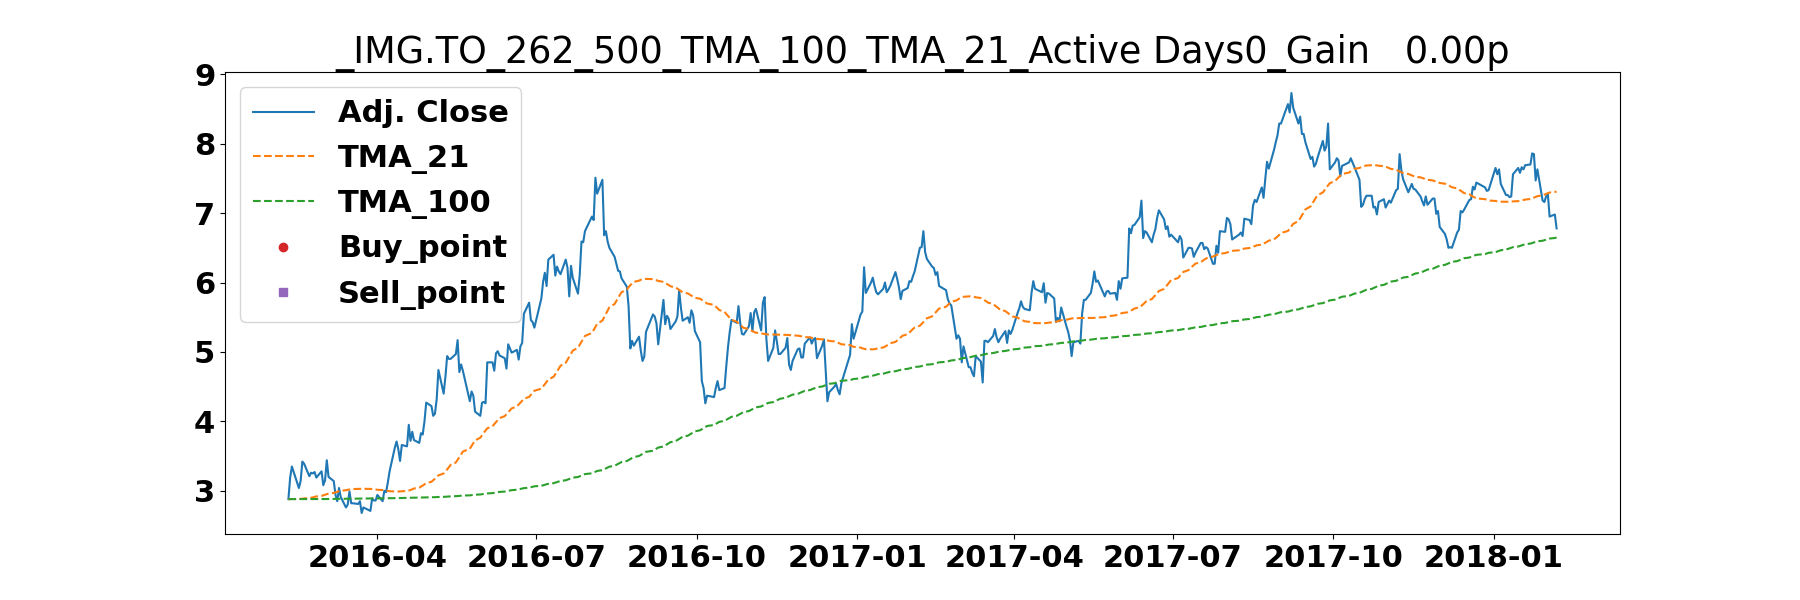 _IMG.TO_262_500_TMA_100_TMA_21_Active Days0_Gain   0.00p
9
8
7
6
5
4
3
Adj. Close
TMA_21
TMA_100
Buy_point
Sell_point
2016-04 2016-07 2016-10 2017-01 2017-04 2017-07 2017-10 2018-01